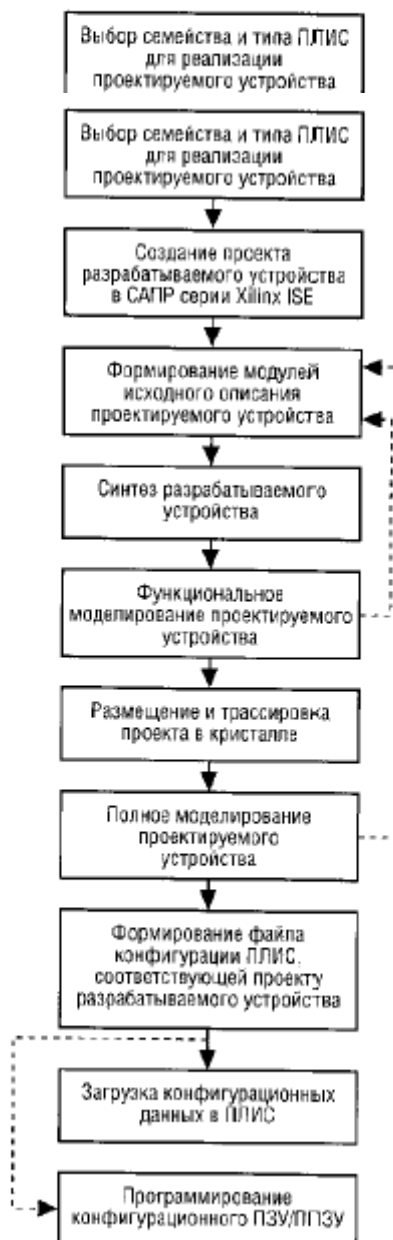 Выбор семейства и типа ПЛИС
для реализации
проектируемого устройства
Выбор семейства и типа ПЛИС
для реализации
проектируемого устройства
Создание проекта
разрабатываемого устройства
в САПР серии Xilinx ISE
Формирование модулей
исходного описания
проектируемого устройства
Синтез разрабатываемого
устройства
Функциональное
моделирование проектируемого
устройства
Размещение и трассировка
проекта в кристалле
Полное моделирование
проектируемого
устройства
Формирование файла
конфигурации ПЛИС,
соответствующей проекту
разрабатываемого устройства
Загрузка конфигурационных
данных в ПЛИС
Программирование
конфигурационного ПЗУ/ППЗУ